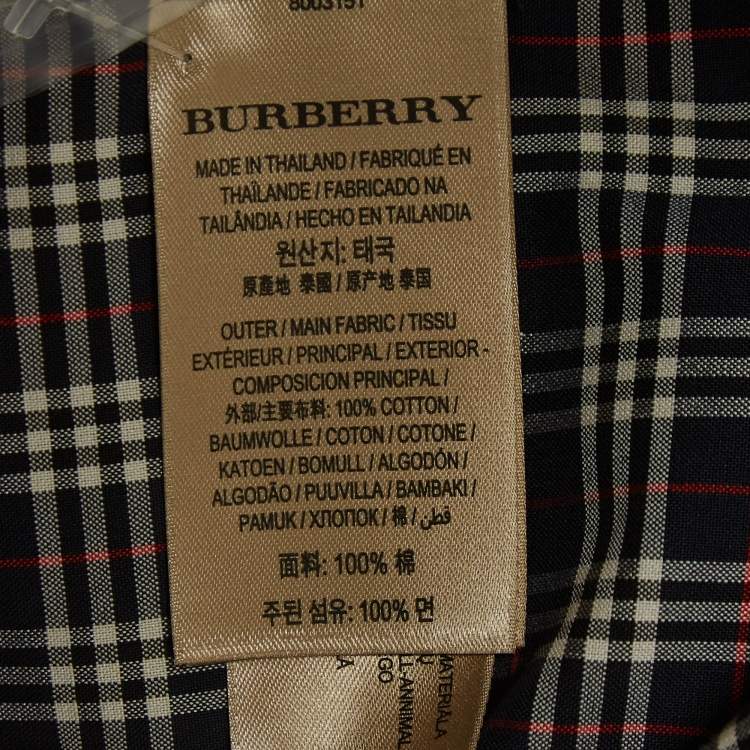 8003151
BURBERRY
MADE IN THAILAND / FABRIQUÉ EN
THAÏLANDE / FABRICADO NA
TAILÂNDIA / HECHO EN TAILANDIA
원산지: 태국
原產地 泰國 / 原产地 泰国
OUTER / MAIN FABRIC / TISSU
EXTÉRIEUR / PRINCIPAL / EXTERIOR -
COMPOSICION PRINCIPAL /
外部/主要布料: 100% COTTON /
BAUMWOLLE / COTON / COTONE /
KATOEN / BOMULL / ALGODÓN /
ALGODÃO / PUUVILLA / BAMBAKI /
PAMUK / ХЛОПОК / 棉 / قطن
面料: 100% 棉
주된 섬유: 100% 면
MATERIÁLA
-ANNIMAL